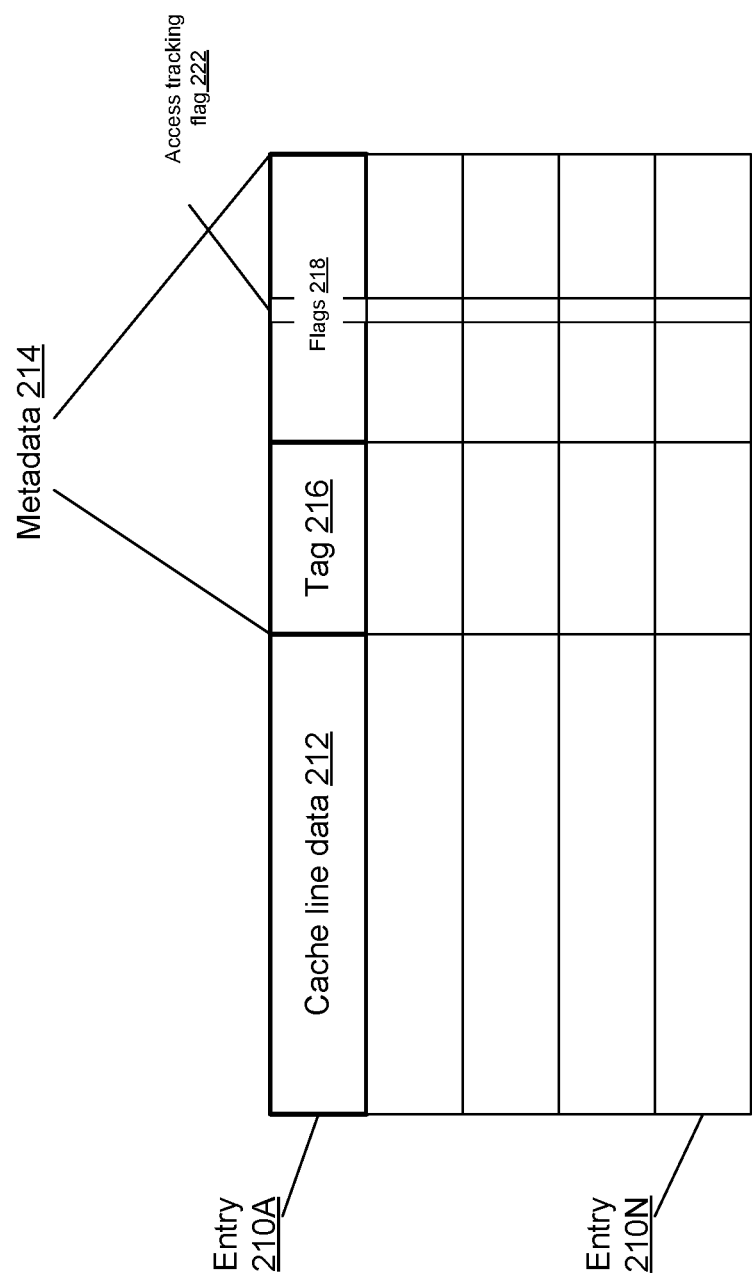 Metadata 214
Access tracking
flag 222
Entry
210A
Cache line data 212
Tag 216
Flags 218
Entry
210N